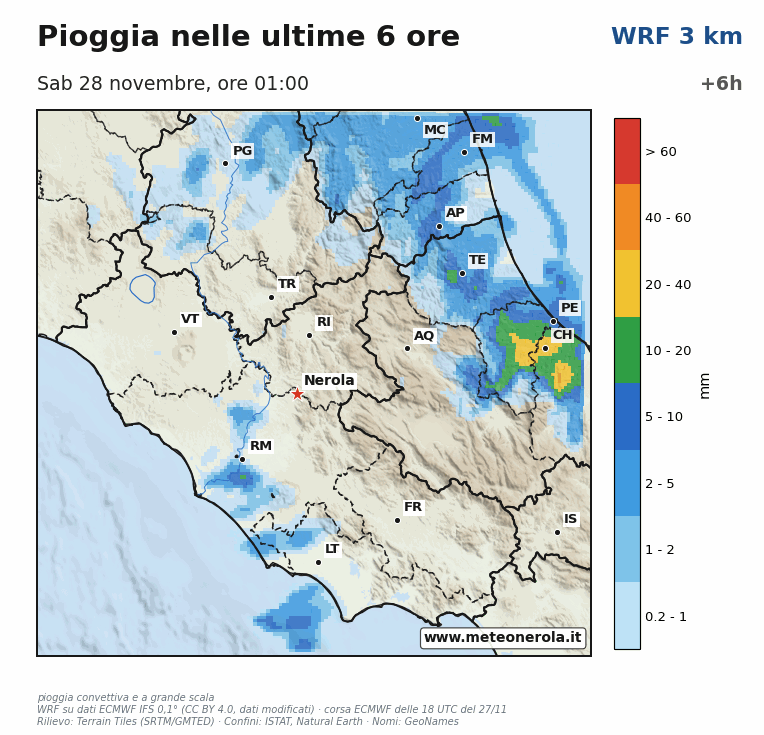 Pioggia nelle ultime 6 ore
WRF 3 km
Sab 28 novembre, ore 01:00
+6h
MC
FM
PG
AP
TE
TR
PE
VT
RI
AQ
CH
Nerola
RM
FR
IS
LT
www.meteonerola.it
> 60
40 - 60
20 - 40
10 - 20
5 - 10
2 - 5
1 - 2
0.2 - 1
mm
pioggia convettiva e a grande scala
WRF su dati ECMWF IFS 0,1° (CC BY 4.0, dati modificati) · corsa ECMWF delle 18 UTC del 27/11
Rilievo: Terrain Tiles (SRTM/GMTED) · Confini: ISTAT, Natural Earth · Nomi: GeoNames